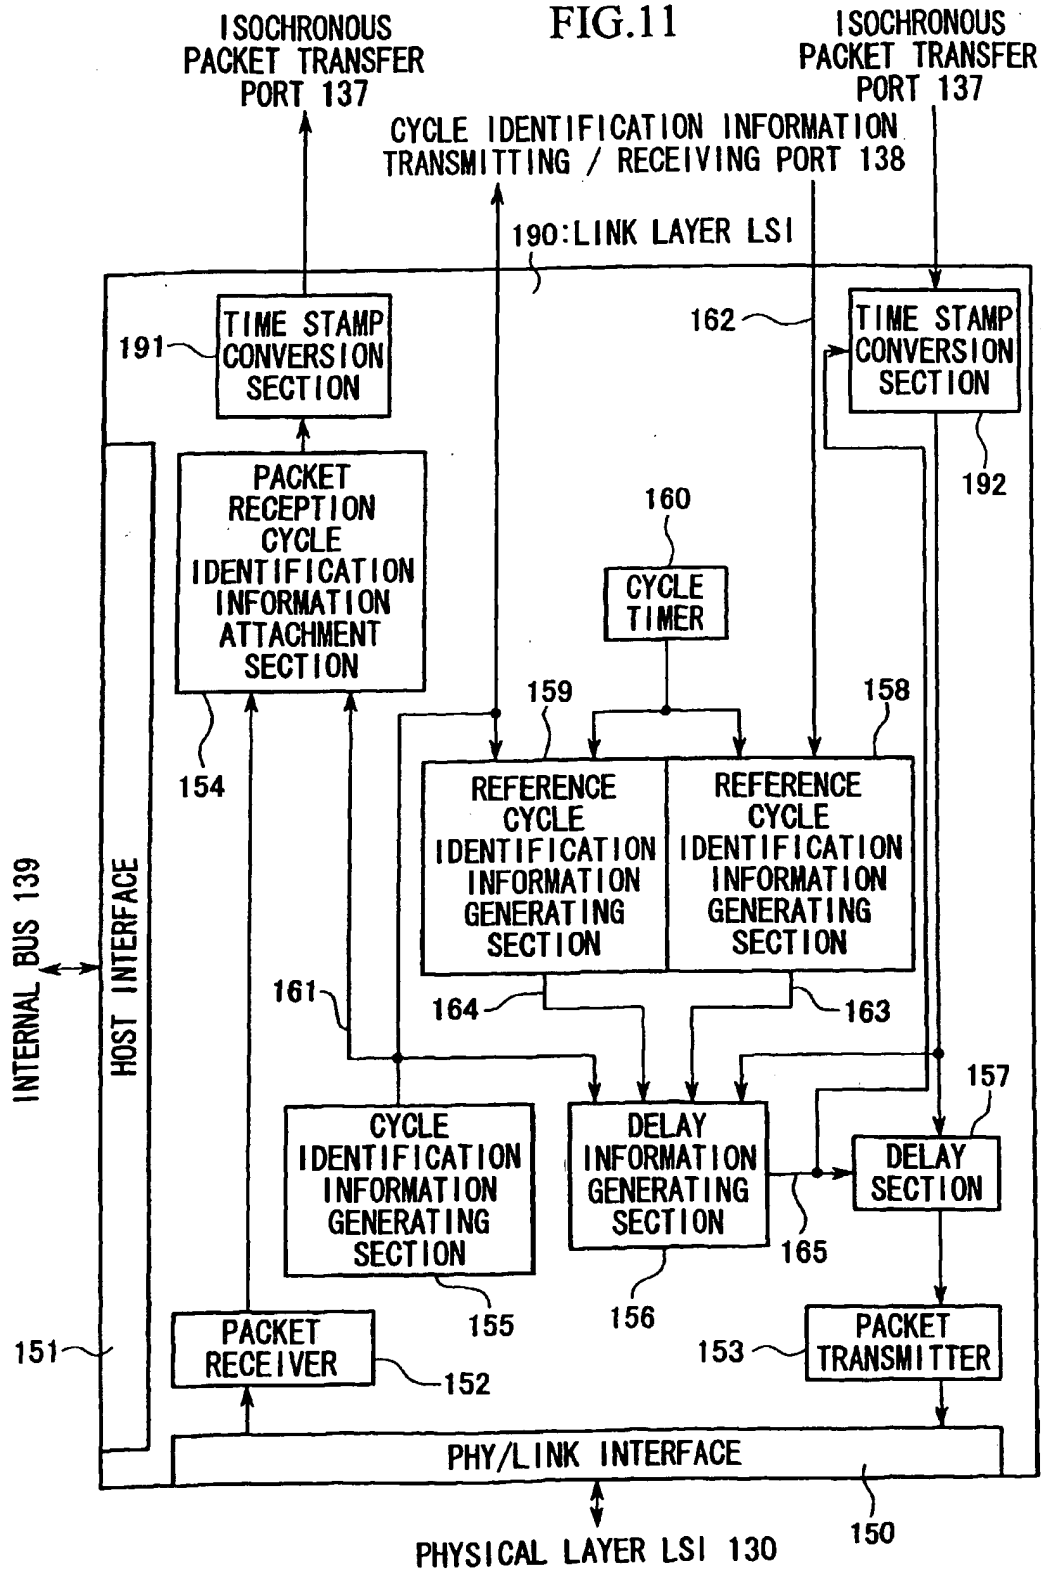 FIG.11
ISOCHRONOUS
PACKET TRANSFER
PORT 137
ISOCHRONOUS
PACKET TRANSFER
PORT 137
CYCLE IDENTIFICATION INFORMATION
TRANSMITTING / RECEIVING PORT 138
190:LINK LAYER LSI
191
TIME STAMP
CONVERSION
SECTION
162
TIME STAMP
CONVERSION
SECTION
192
PACKET
RECEPTION
CYCLE
IDENTIFICATION
INFORMATION
ATTACHMENT
SECTION
154
160
CYCLE
TIMER
159
158
REFERENCE
CYCLE
IDENTIFICATION
INFORMATION
GENERATING
SECTION
REFERENCE
CYCLE
IDENTIFICATION
INFORMATION
GENERATING
SECTION
INTERNAL BUS 139
HOST INTERFACE
161
164
163
157
CYCLE
IDENTIFICATION
INFORMATION
GENERATING
SECTION
155
DELAY
INFORMATION
GENERATING
SECTION
156
165
DELAY
SECTION
151
PACKET
RECEIVER
152
153
PACKET
TRANSMITTER
PHY/LINK INTERFACE
150
PHYSICAL LAYER LSI 130